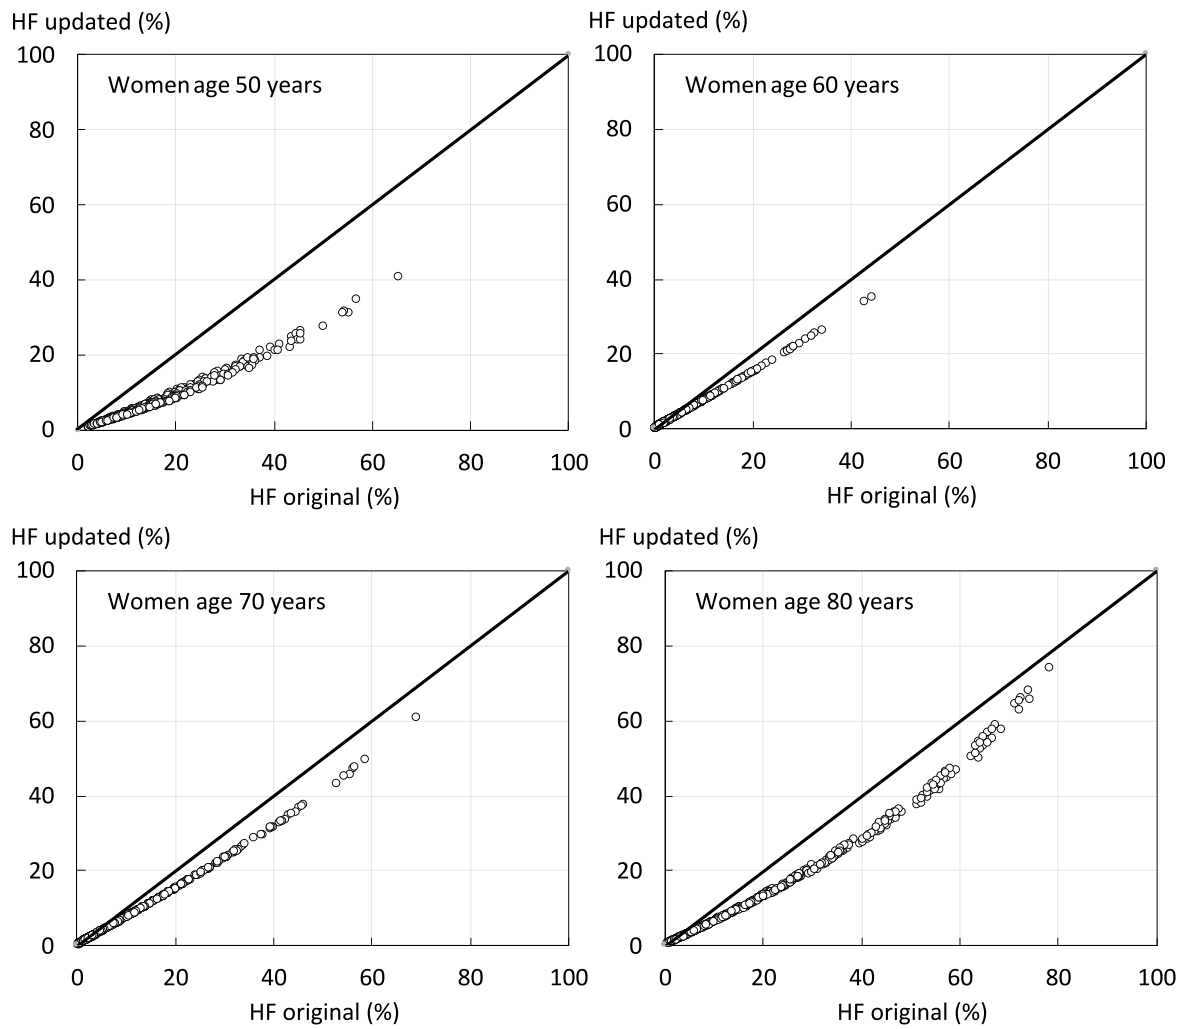 HF updated (%)
100
Women age 50 years
80
60
40
20
0
0 20 40 60 80 100
HF original (%)
HF updated (%)
100
Women age 60 years
80
60
40
20
0
0 20 40 60 80 100
HF original (%)
HF updated (%)
100
Women age 70 years
80
60
40
20
0
0 20 40 60 80 100
HF original (%)
HF updated (%)
100
Women age 80 years
80
60
40
20
0
0 20 40 60 80 100
HF original (%)